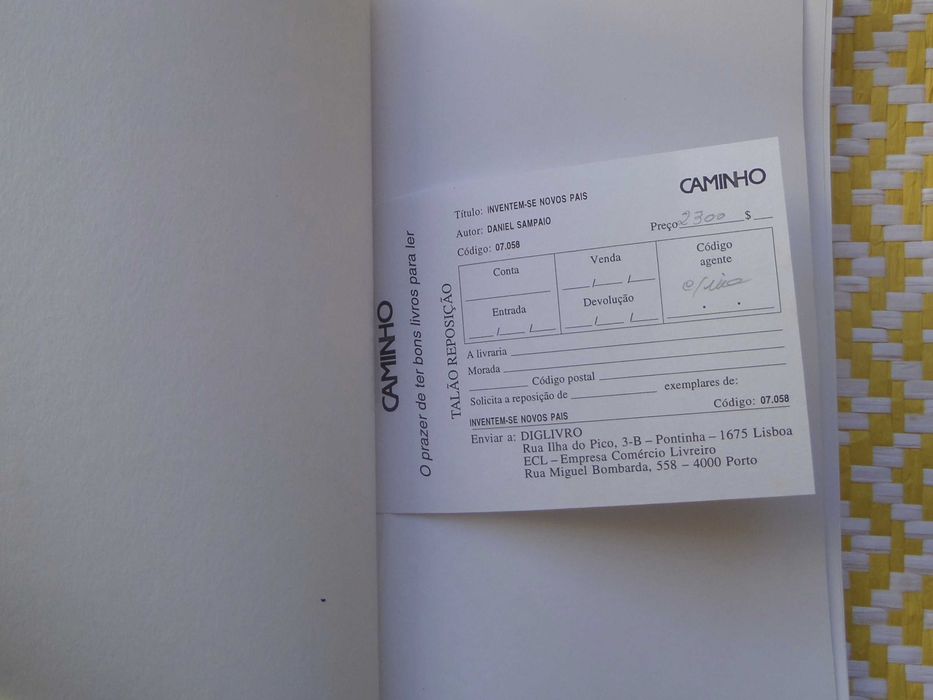 CAMINHO
O prazer de ter bons livros para ler
TALÃO REPOSIÇÃO
CAMINHO
Título: INVENTEM-SE NOVOS PAIS
Autor: DANIEL SAMPAIO
Preço 2300 $
Código: 07.058
Conta
Venda
Código
agente
Entrada
Devolução
A livraria
Morada
Código postal
Solicita a reposição de exemplares de:
INVENTEM-SE NOVOS PAIS Código: 07.058
Enviar a: DIGLIVRO
Rua Ilha do Pico, 3-B – Pontinha – 1675 Lisboa
ECL – Empresa Comércio Livreiro
Rua Miguel Bombarda, 558 – 4000 Porto